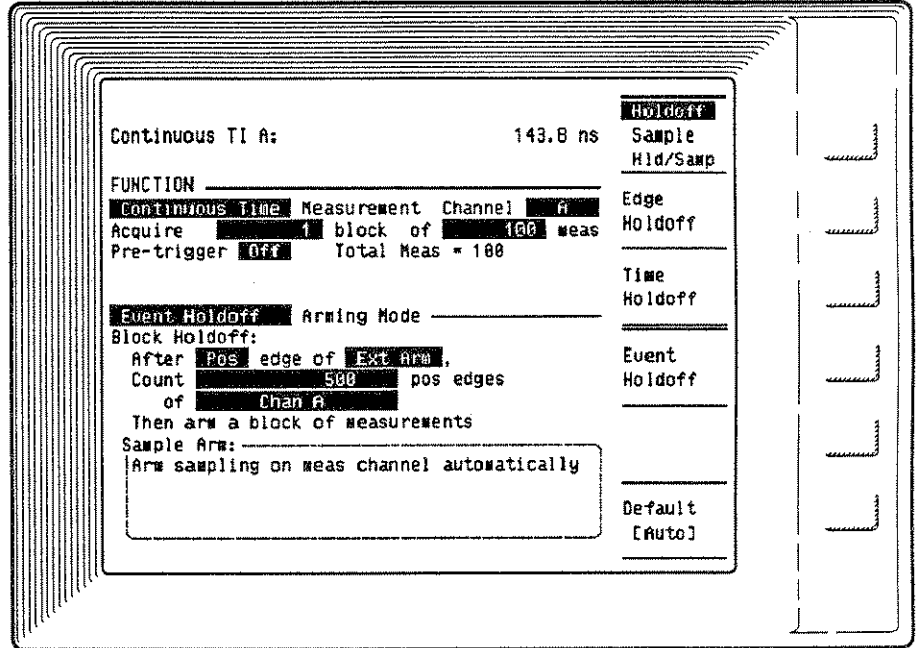 Continuous TI A: 143.8 ns
FUNCTION
Continuous Time Measurement Channel A
Acquire 1 block of 100 meas
Pre-trigger Off Total Meas = 100
Event Holdoff Arming Mode
Block Holdoff:
After Pos edge of Ext Arm,
Count 500 pos edges
of Chan A
Then arm a block of measurements
Sample Arm:
Arm sampling on meas channel automatically
Holdoff
Sample
Hld/Samp
Edge
Holdoff
Time
Holdoff
Event
Holdoff
Default
[Auto]